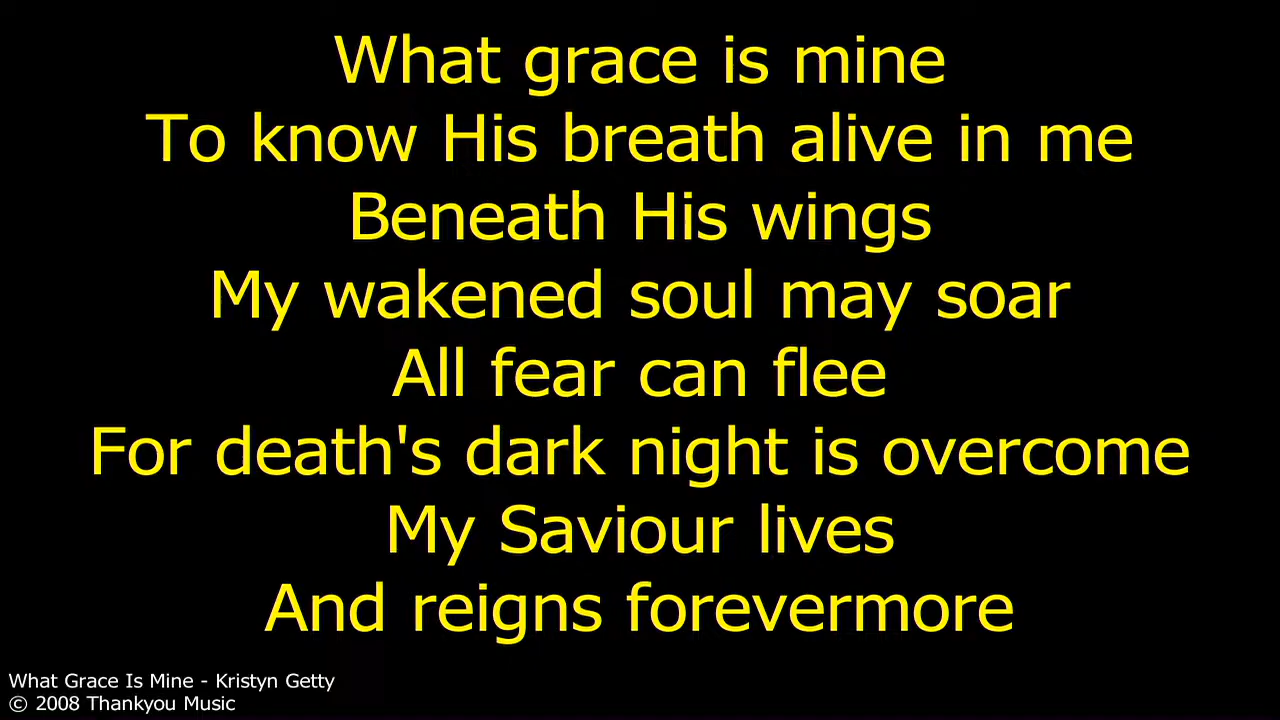 What grace is mine
To know His breath alive in me
Beneath His wings
My wakened soul may soar
All fear can flee
For death's dark night is overcome
My Saviour lives
And reigns forevermore
What Grace Is Mine - Kristyn Getty
© 2008 Thankyou Music